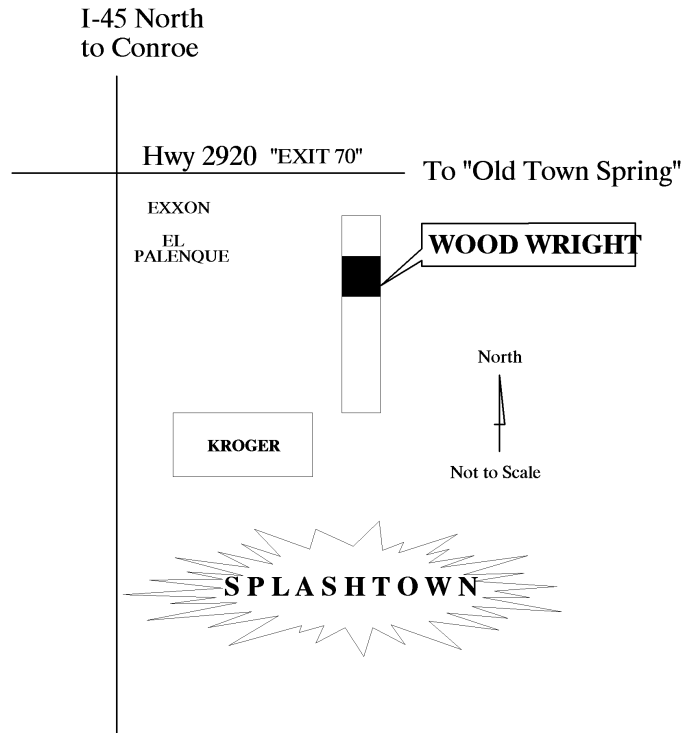 I-45 North
to Conroe
Hwy 2920 "EXIT 70"
To "Old Town Spring"
EXXON
EL
PALENQUE
WOOD WRIGHT
North
KROGER
Not to Scale
SPLASHTOWN